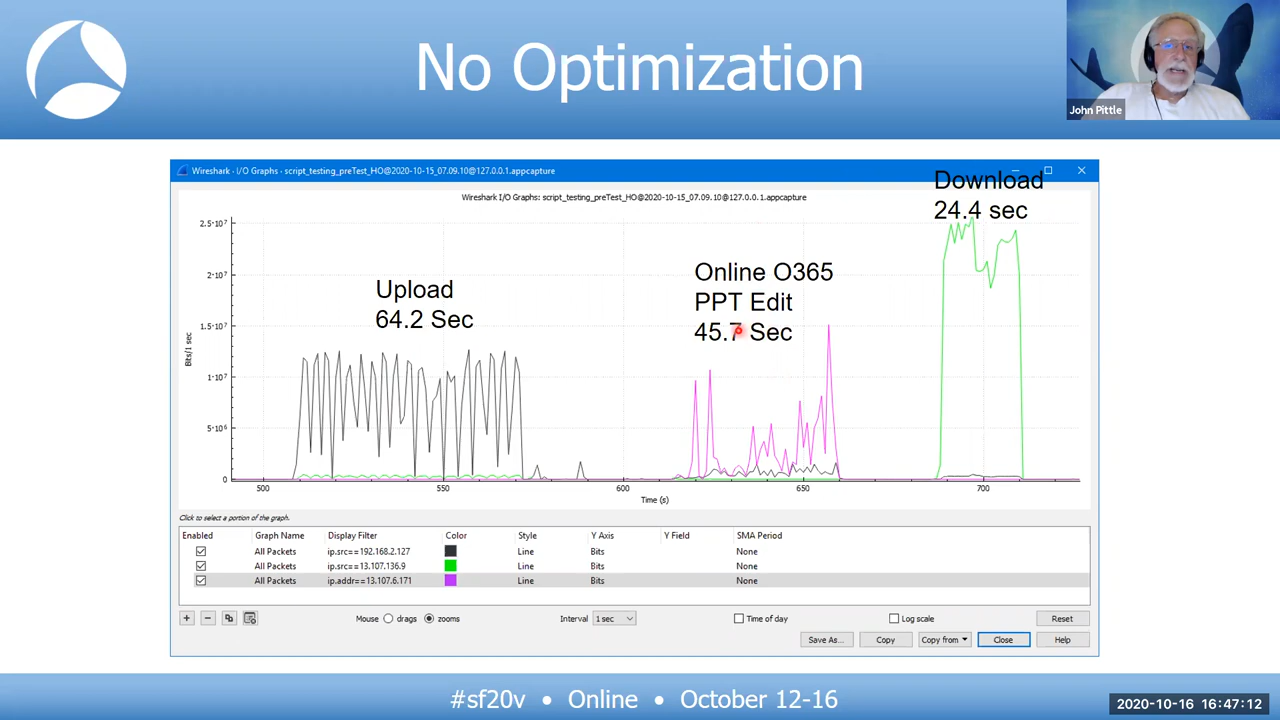 No Optimization
John Pittle
Wireshark · I/O Graphs · script_testing_preTest_HO@2020-10-15_07.09.10@127.0.0.1.appcapture
Wireshark I/O Graphs: script_testing_preTest_HO@2020-10-15_07.09.10@127.0.0.1.appcapture
Download
24.4 sec
Online O365
PPT Edit
45.7 Sec
Upload
64.2 Sec
2.5·10⁷
2·10⁷
1.5·10⁷
1·10⁷
5·10⁶
0
Bits/1 sec
500 550 600 650 700
Time (s)
Click to select a portion of the graph.
Enabled Graph Name Display Filter Color Style Y Axis Y Field SMA Period
All Packets ip.src==192.168.2.127 Line Bits None
All Packets ip.src==13.107.136.9 Line Bits None
All Packets ip.addr==13.107.6.171 Line Bits None
Mouse drags zooms Interval 1 sec Time of day Log scale Reset
Save As... Copy Copy from Close Help
#sf20v • Online • October 12-16
2020-10-16 16:47:12